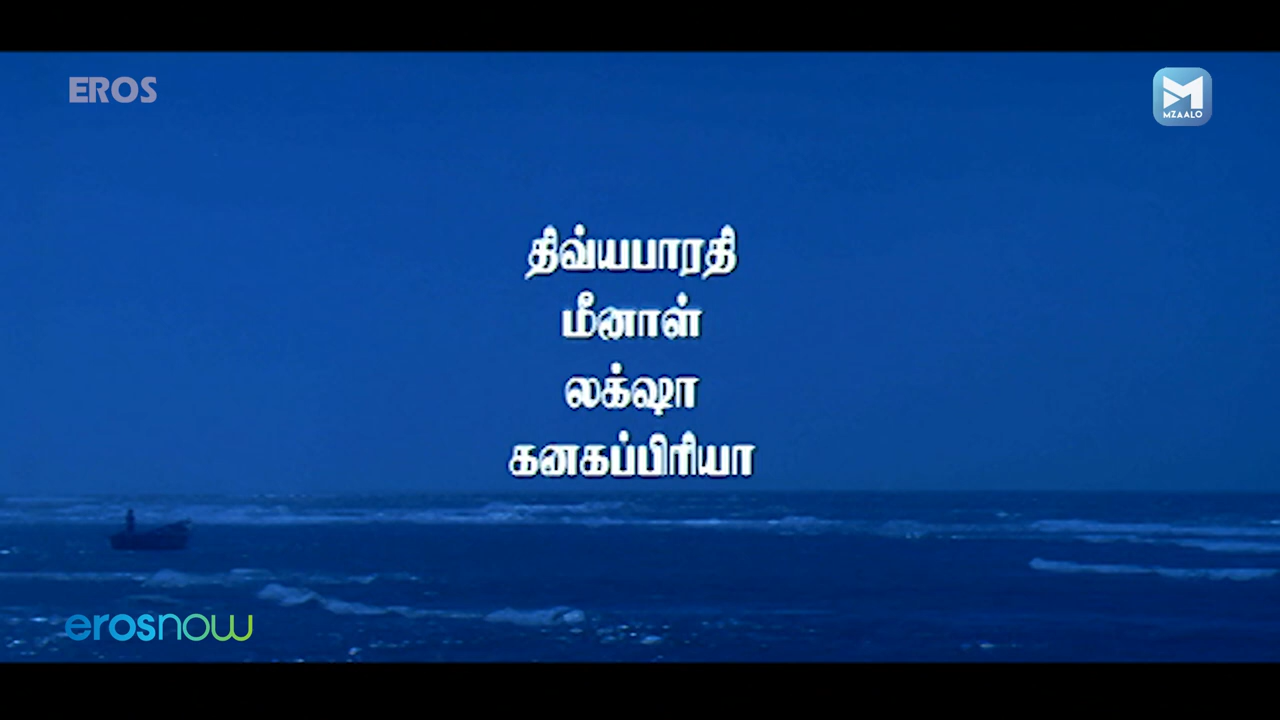 EROS
MZAALO
திவ்யபாரதி
மீனாள்
லக்ஷா
கனகப்பிரியா
erosnow